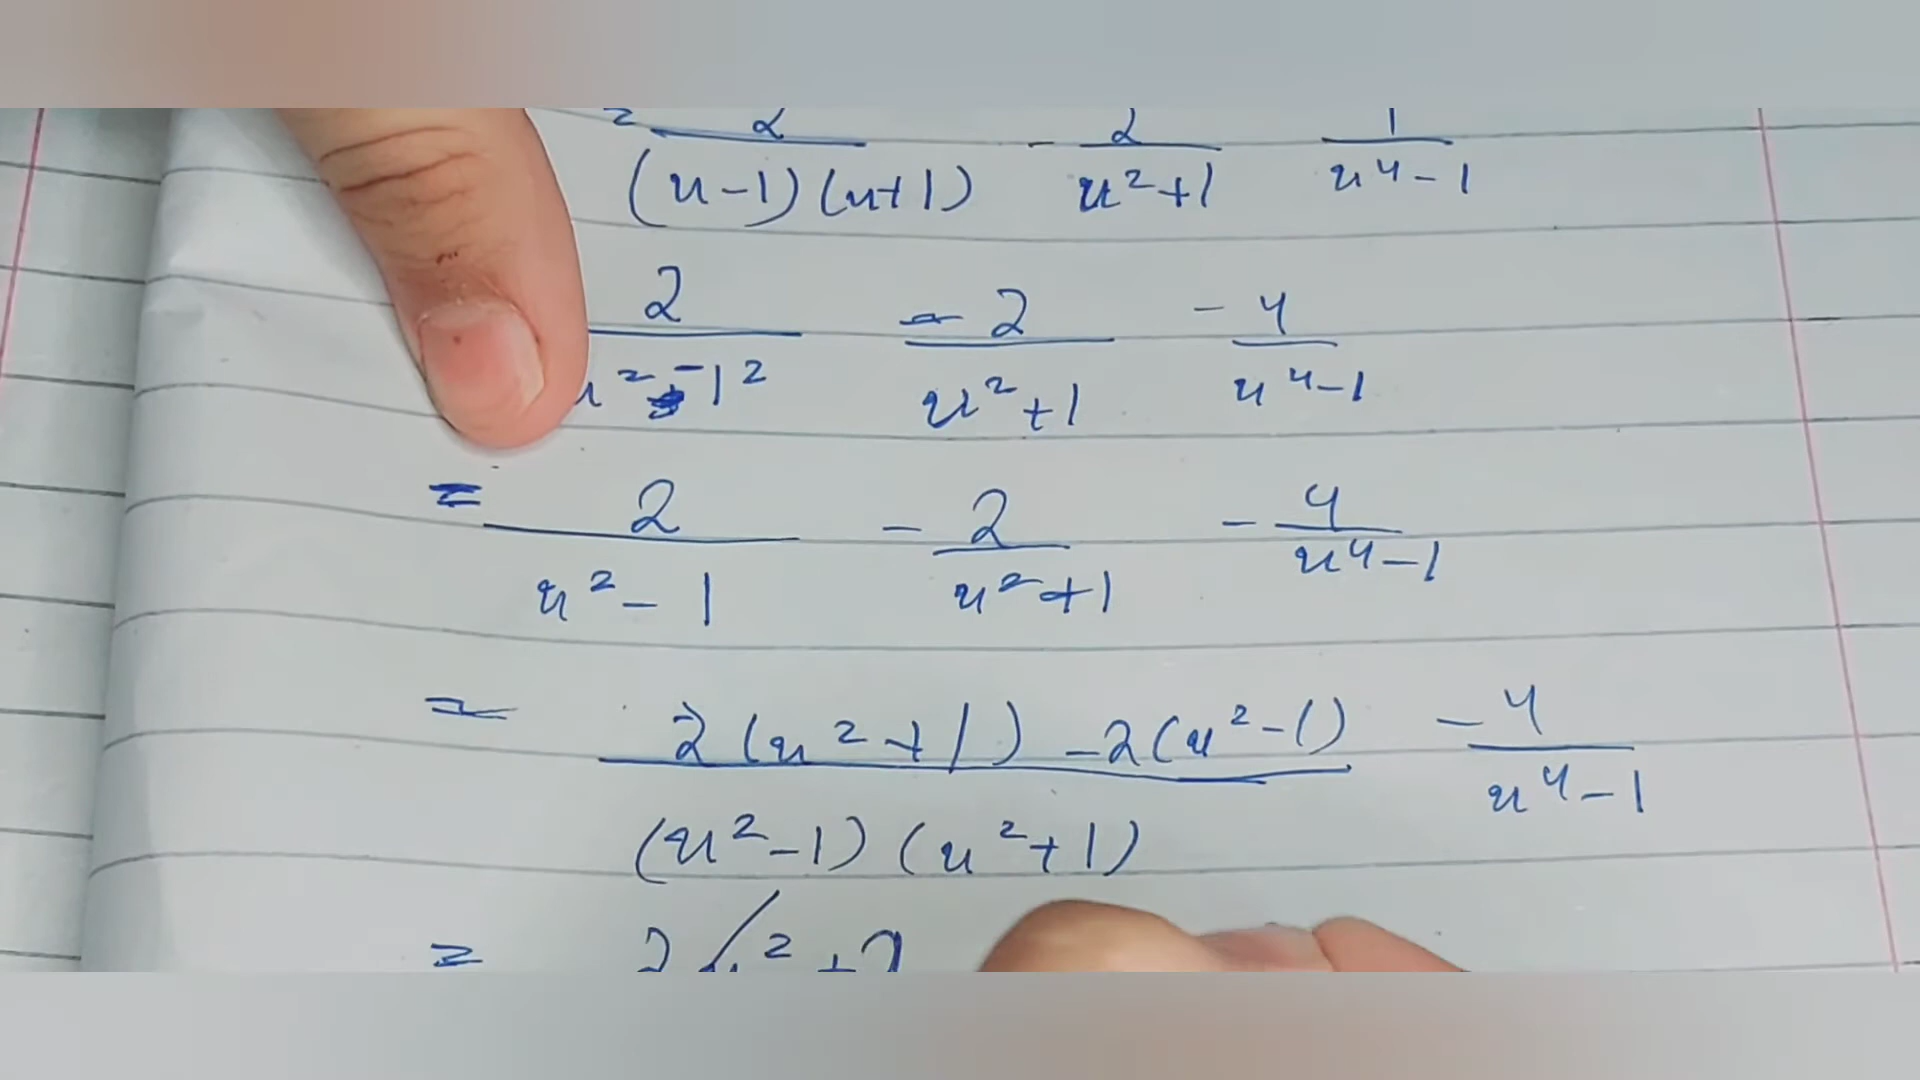 = 2/(x-1)(x+1) - 2/x²+1 1/x⁴-1
2/x²-1² - 2/x²+1 - 4/x⁴-1
= 2/x²-1 - 2/x²+1 - 4/x⁴-1
= 2(x²+1) -2(x²-1)/(x²-1)(x²+1) - 4/x⁴-1
= 2x²+2